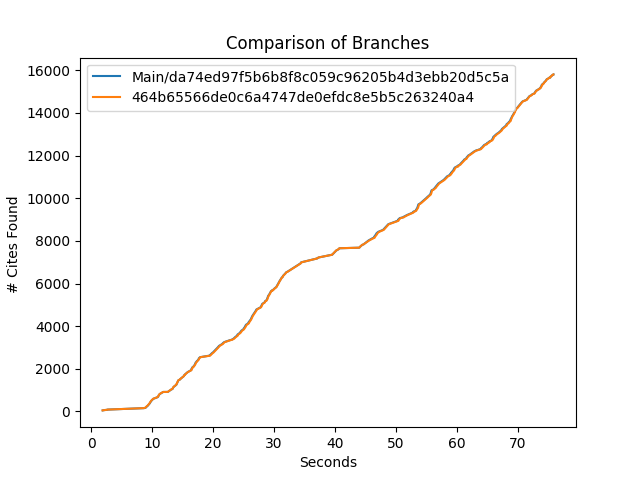 Comparison of Branches
Main/da74ed97f5b6b8f8c059c96205b4d3ebb20d5c5a
464b65566de0c6a4747de0efdc8e5b5c263240a4
# Cites Found
16000
14000
12000
10000
8000
6000
4000
2000
0
0 10 20 30 40 50 60 70
Seconds